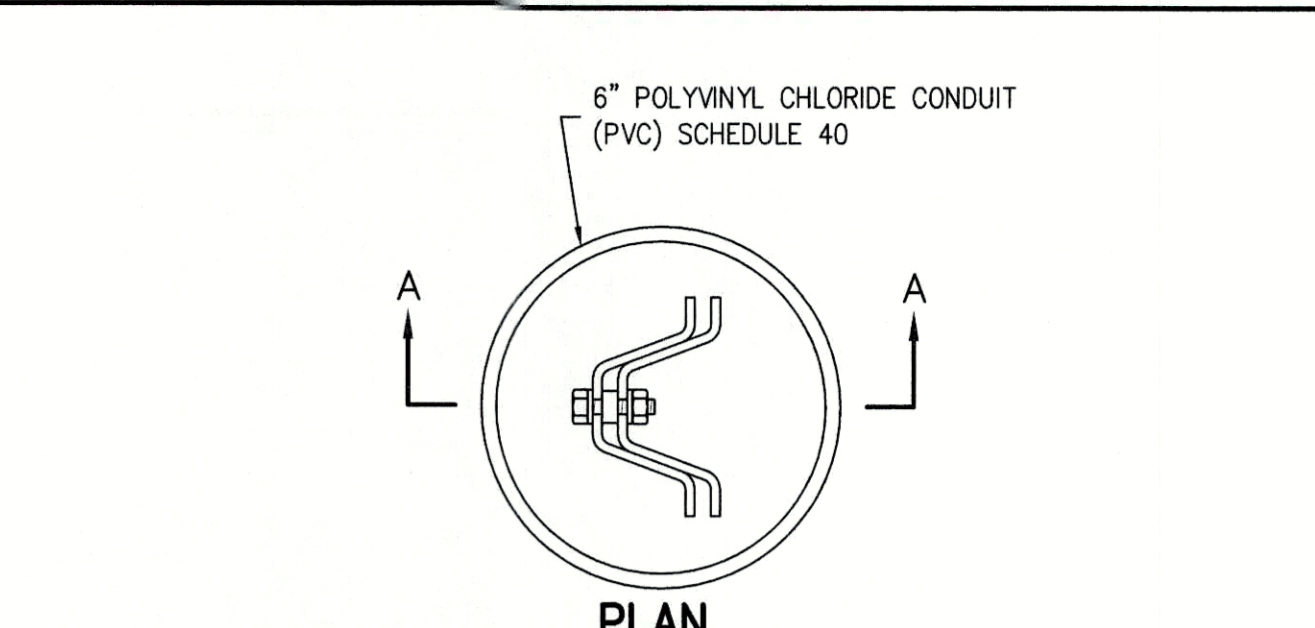 6" POLYVINYL CHLORIDE CONDUIT
(PVC) SCHEDULE 40
A
A
PLAN